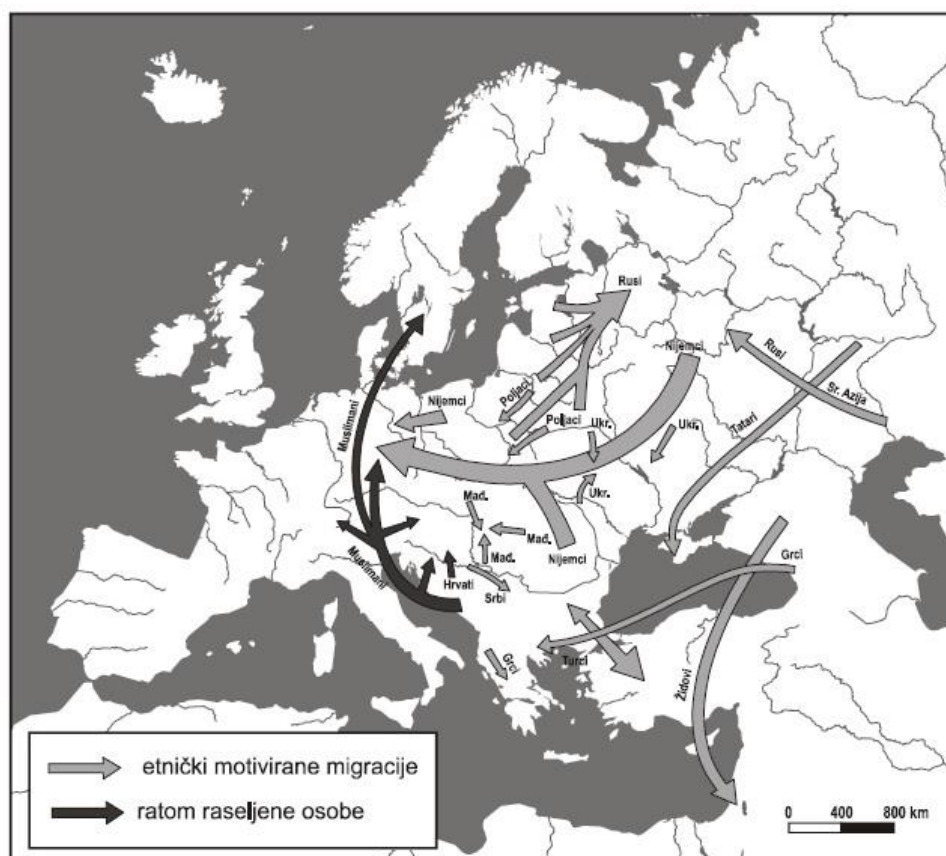 Rusi
Nijemci
Rusi
Sr. Azija
Poljaci
Nijemci
Muslimani
Poljaci
Ukr.
Ukr.
Tatari
Mađ.
Ukr.
Mađ.
Nijemci
Mađ.
Muslimani
Hrvati
Srbi
Grci
Grci
Turci
Židovi
etnički motivirane migracije
ratom raseljene osobe
0 400 800 km